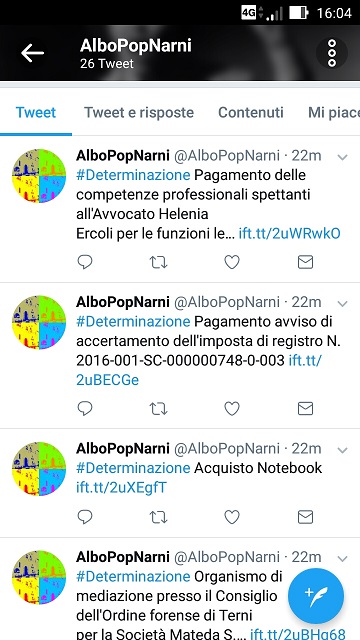 4G 16:04
AlboPopNarni
26 Tweet
Tweet Tweet e risposte Contenuti Mi piace
AlboPopNarni @AlboPopNarni · 22m
#Determinazione Pagamento delle
competenze professionali spettanti
all'Avvocato Helenia
Ercoli per le funzioni le... ift.tt/2uWRwkO
AlboPopNarni @AlboPopNarni · 22m
#Determinazione Pagamento avviso di
accertamento dell'imposta di registro N.
2016-001-SC-000000748-0-003 ift.tt/
2uBECGe
AlboPopNarni @AlboPopNarni · 22m
#Determinazione Acquisto Notebook
ift.tt/2uXEgfT
AlboPopNarni @AlboPopNarni · 22m
#Determinazione Organismo di
mediazione presso il Consiglio
dell'Ordine forense di Terni
per la Società Mateda S.... ift.tt/2uBHg68